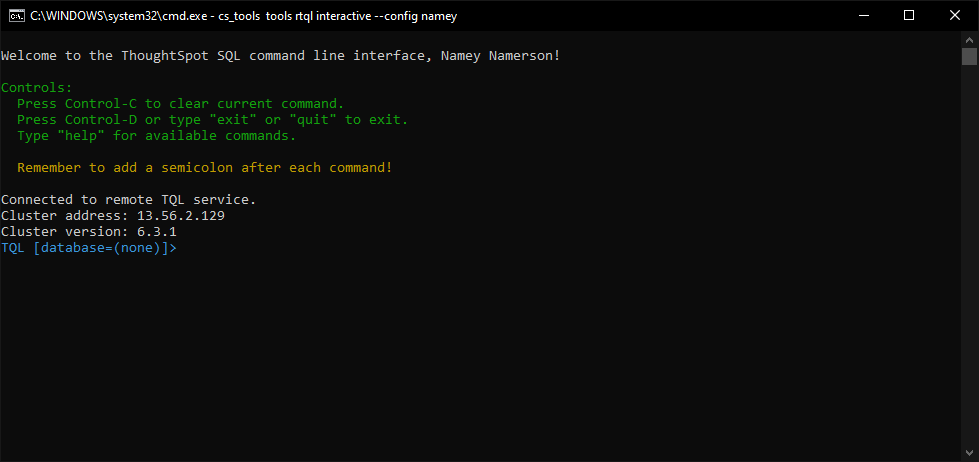 C:\WINDOWS\system32\cmd.exe - cs_tools  tools rtql interactive --config namey
Welcome to the ThoughtSpot SQL command line interface, Namey Namerson!
Controls:
  Press Control-C to clear current command.
  Press Control-D or type "exit" or "quit" to exit.
  Type "help" for available commands.
  Remember to add a semicolon after each command!
Connected to remote TQL service.
Cluster address: 13.56.2.129
Cluster version: 6.3.1
TQL [database=(none)]>